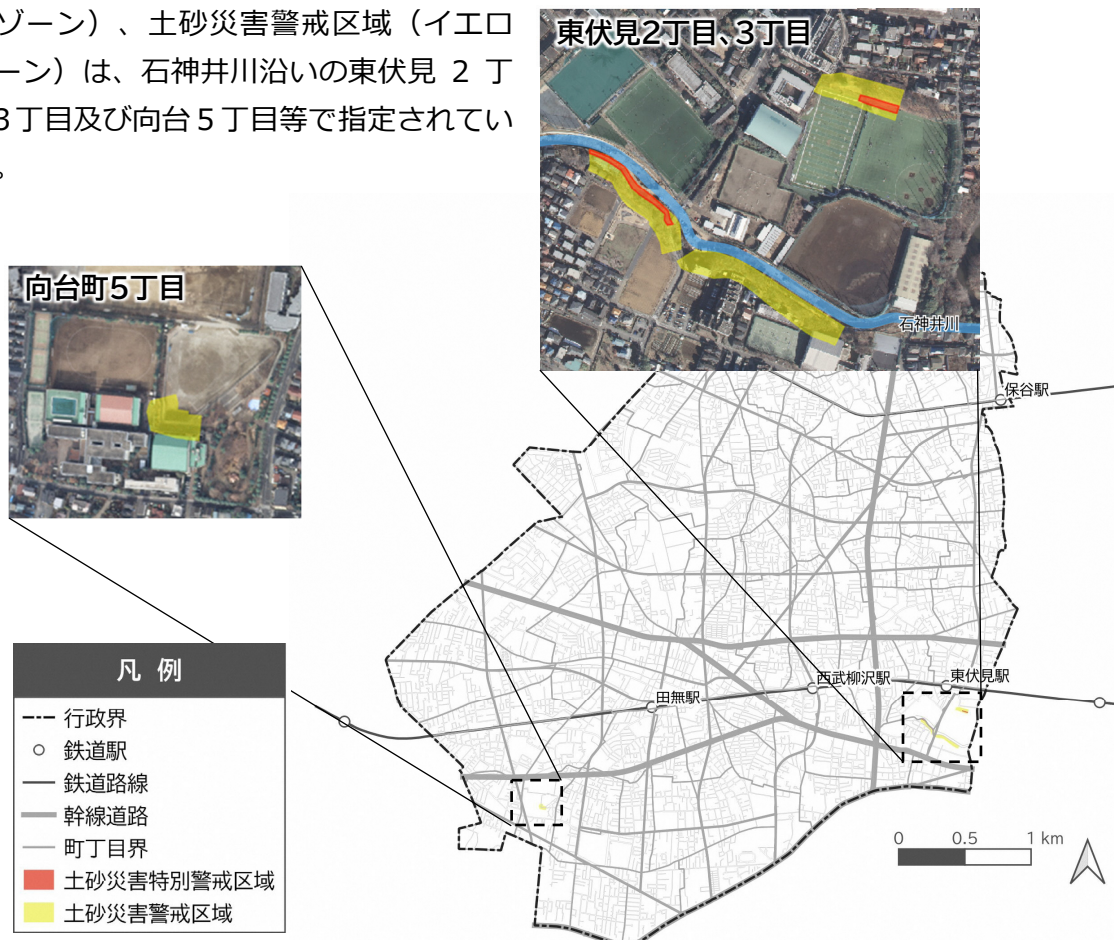 ゾーン）、土砂災害警戒区域（イエロ
ーン）は、石神井川沿いの東伏見 2 丁
3丁目及び向台5丁目等で指定されてい
。
東伏見2丁目、3丁目
石神井川
向台町5丁目
保谷駅
西武柳沢駅
東伏見駅
田無駅
凡 例
行政界
鉄道駅
鉄道路線
幹線道路
町丁目界
土砂災害特別警戒区域
土砂災害警戒区域
0 0.5 1 km